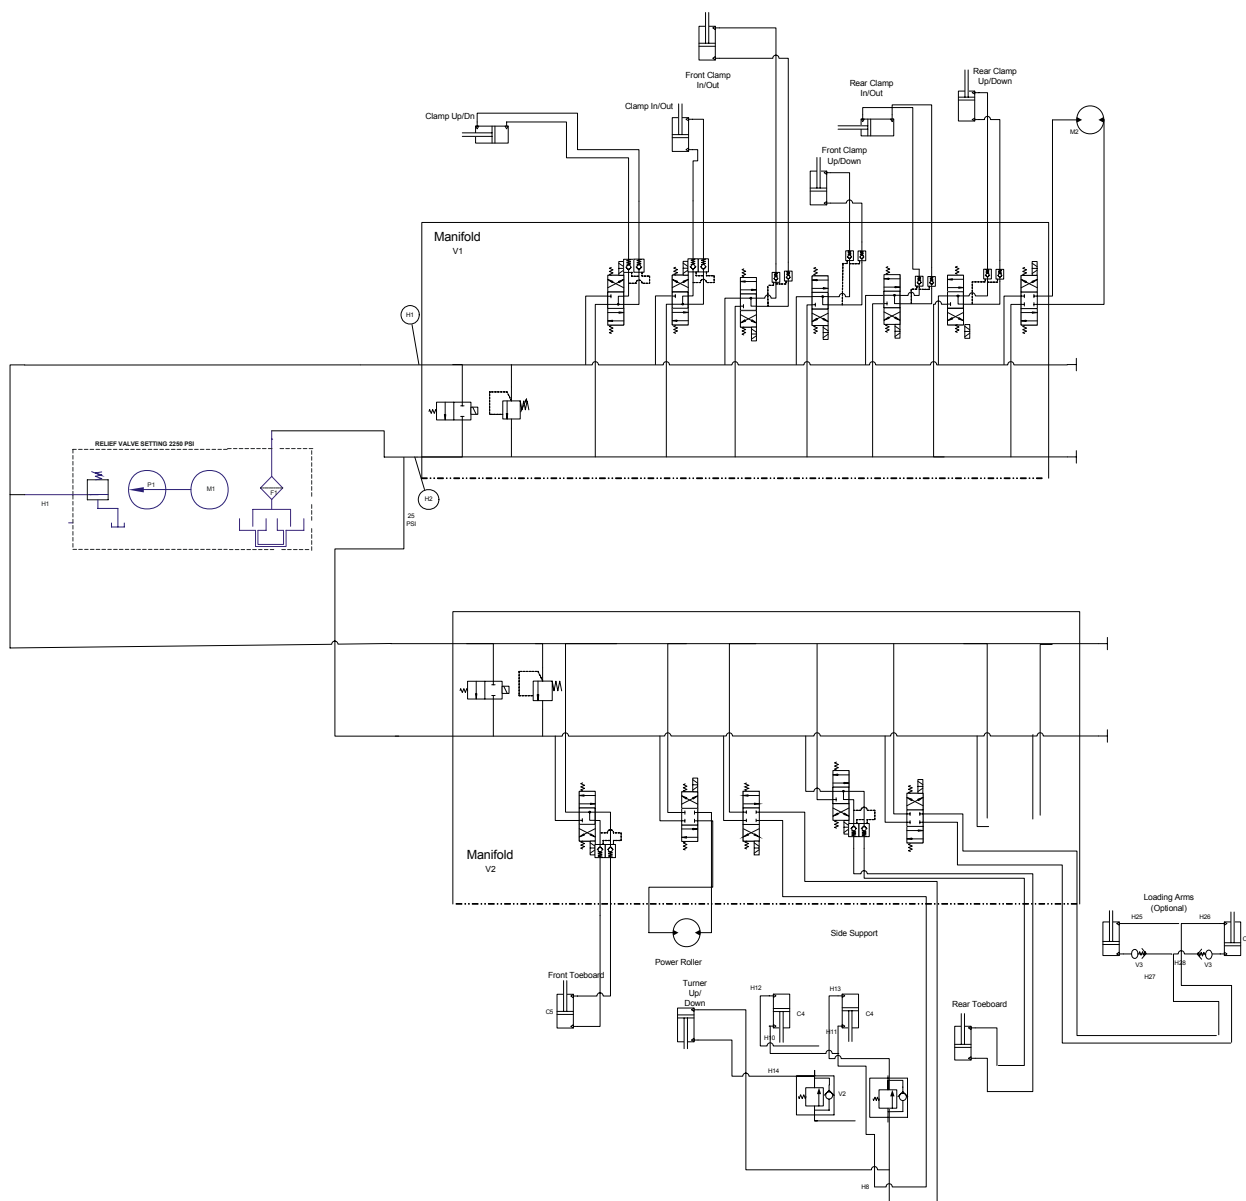 Front Clamp
In/Out
Rear Clamp
Up/Down
Rear Clamp
In/Out
Clamp In/Out
Clamp Up/Dn
M2
Front Clamp
Up/Down
Manifold
V1
H1
RELIEF VALVE SETTING 2250 PSI
P1
M1
F1
H1
H2
25
PSI
Manifold
V2
Loading Arms
(Optional)
H25
H26
C
V3
H28
V3
H27
Side Support
Power Roller
Front Toeboard
C5
Turner
Up/
Down
H12
H13
C4
C4
H10
H11
Rear Toeboard
H14
V2
H8